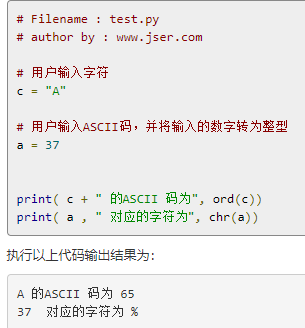 # Filename : test.py
# author by : www.jser.com
# 用户输入字符
c = "A"
# 用户输入ASCII码，并将输入的数字转为整型
a = 37
print( c + " 的ASCII 码为", ord(c))
print( a , " 对应的字符为", chr(a))
执行以上代码输出结果为：
A 的ASCII 码为 65
37  对应的字符为 %